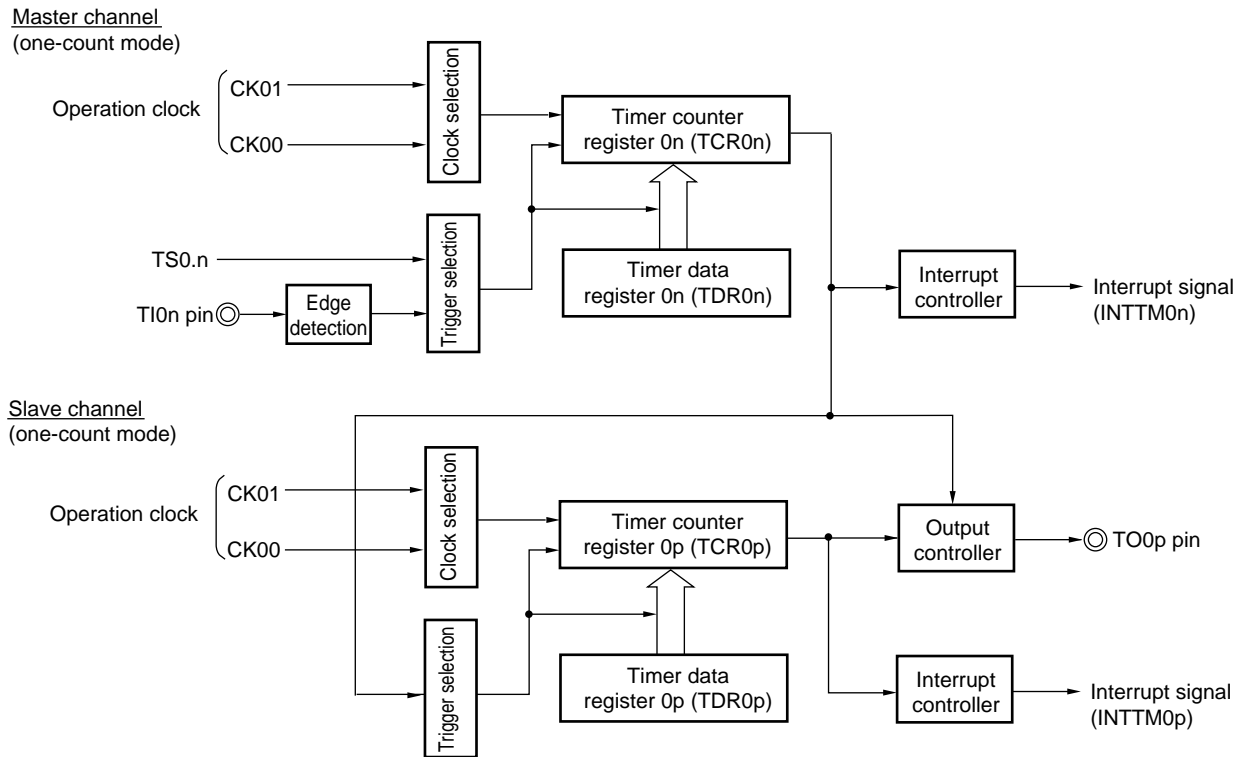 Master channel
(one-count mode)
Operation clock
CK01
CK00
Clock selection
Timer counter
register 0n (TCR0n)
TS0.n
TI0n pin
Edge
detection
Trigger selection
Timer data
register 0n (TDR0n)
Interrupt
controller
Interrupt signal
(INTTM0n)
Slave channel
(one-count mode)
Operation clock
CK01
CK00
Clock selection
Timer counter
register 0p (TCR0p)
Output
controller
TO0p pin
Trigger selection
Timer data
register 0p (TDR0p)
Interrupt
controller
Interrupt signal
(INTTM0p)